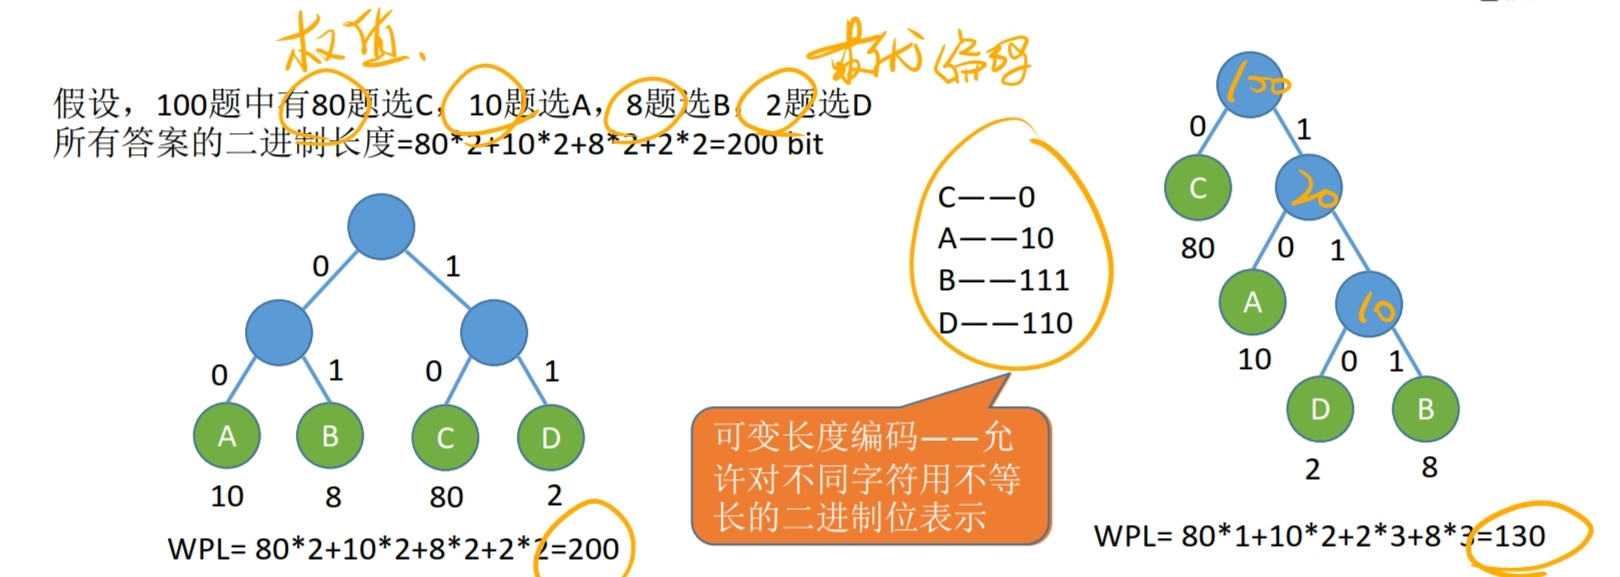 权值、
最优编码
假设，100题中有80题选C，10题选A，8题选B，2题选D
所有答案的二进制长度=80*2+10*2+8*2+2*2=200 bit
0 1
0 1 0 1
A B C D
10 8 80 2
WPL= 80*2+10*2+8*2+2*2=200
C——0
A——10
B——111
D——110
可变长度编码——允
许对不同字符用不等
长的二进制位表示
100
0 1
C 20
80 0 1
A 10
10 0 1
D B
2 8
WPL= 80*1+10*2+2*3+8*3=130